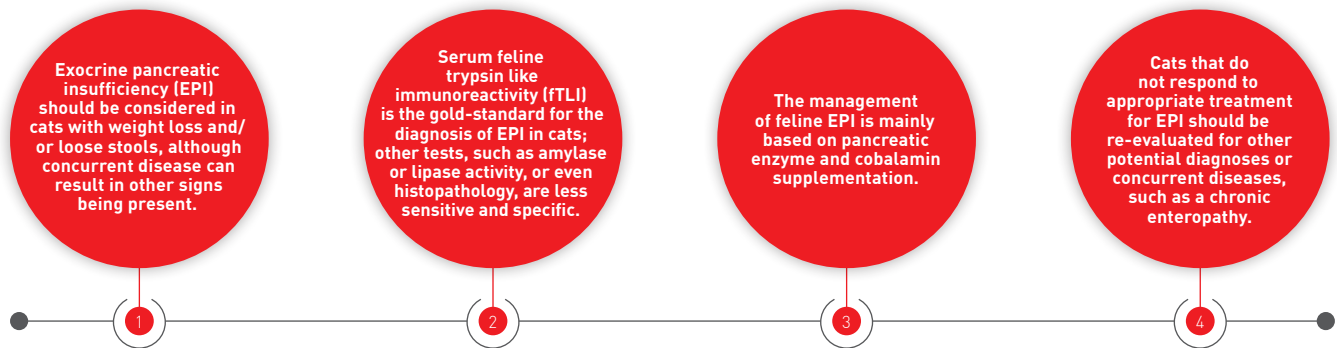 Exocrine pancreatic
insufficiency (EPI)
should be considered in
cats with weight loss and/
or loose stools, although
concurrent disease can
result in other signs
being present.
Serum feline
trypsin like
immunoreactivity (fTLI)
is the gold-standard for the
diagnosis of EPI in cats;
other tests, such as amylase
or lipase activity, or even
histopathology, are less
sensitive and specific.
The management
of feline EPI is mainly
based on pancreatic
enzyme and cobalamin
supplementation.
Cats that do
not respond to
appropriate treatment
for EPI should be
re-evaluated for other
potential diagnoses or
concurrent diseases,
such as a chronic
enteropathy.
1
2
3
4